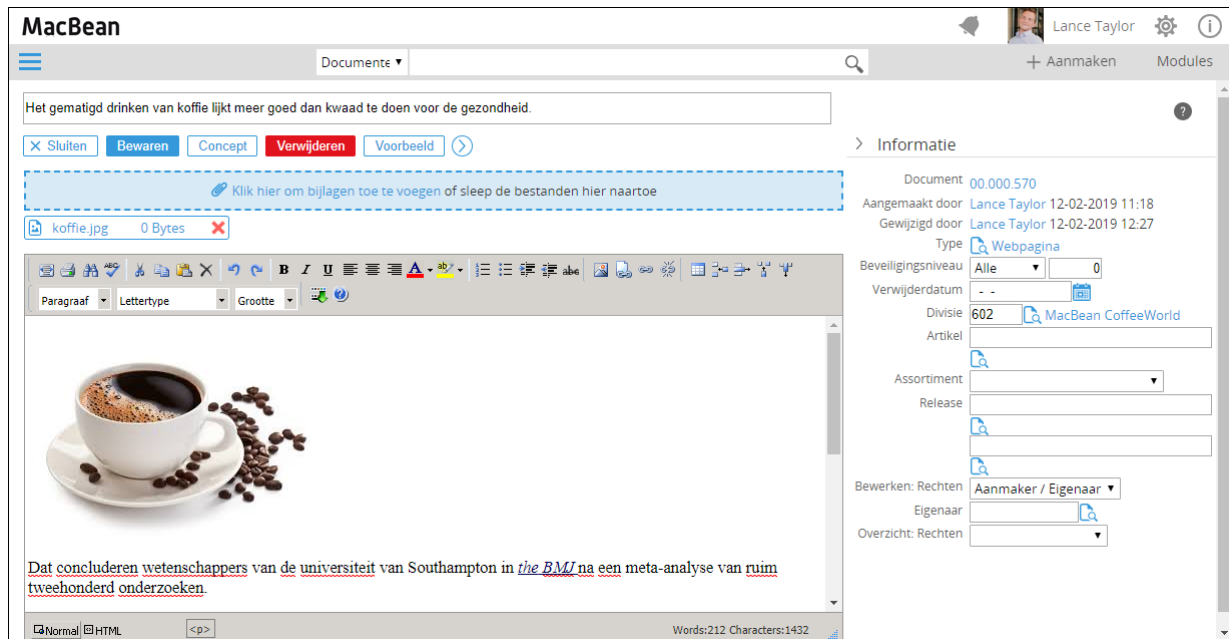 MacBean
Lance Taylor
Documente
Aanmaken
Modules
Het gematigd drinken van koffie lijkt meer goed dan kwaad te doen voor de gezondheid.
Sluiten
Bewaren
Concept
Verwijderen
Voorbeeld
Klik hier om bijlagen toe te voegen of sleep de bestanden hier naartoe
koffie.jpg 0 Bytes
ABC
B I U
A
ab
abc
Paragraaf
Lettertype
Grootte
Dat concluderen wetenschappers van de universiteit van Southampton in the BMJ na een meta-analyse van ruim
tweehonderd onderzoeken.
Normal
HTML
<p>
Words:212 Characters:1432
?
Informatie
Document 00.000.570
Aangemaakt door Lance Taylor 12-02-2019 11:18
Gewijzigd door Lance Taylor 12-02-2019 12:27
Type Webpagina
Beveiligingsniveau Alle 0
Verwijderdatum - -
Divisie 602 MacBean CoffeeWorld
Artikel
Assortiment
Release
Bewerken: Rechten Aanmaker / Eigenaar
Eigenaar
Overzicht: Rechten